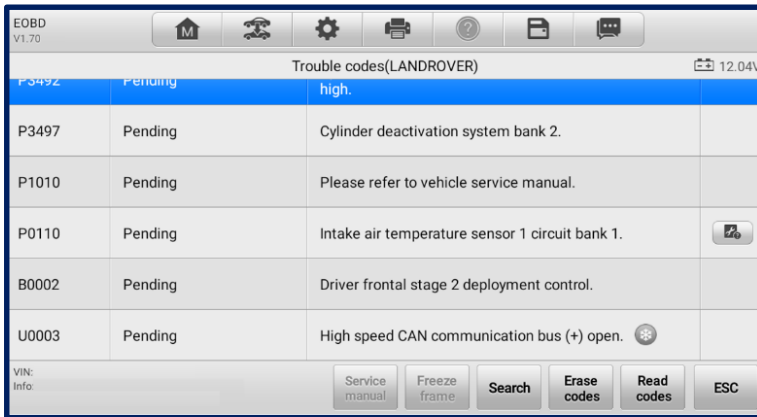 EOBD
V1.70
M
Trouble codes(LANDROVER)
12.04V
P3492 Pending high.
P3497 Pending Cylinder deactivation system bank 2.
P1010 Pending Please refer to vehicle service manual.
P0110 Pending Intake air temperature sensor 1 circuit bank 1.
B0002 Pending Driver frontal stage 2 deployment control.
U0003 Pending High speed CAN communication bus (+) open.
VIN:
Info:
Service manual
Freeze frame
Search
Erase codes
Read codes
ESC